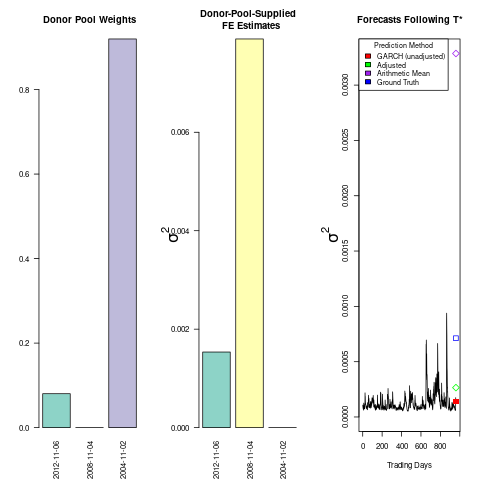 Donor Pool Weights
0.0
0.2
0.4
0.6
0.8
2012-11-06
2008-11-04
2004-11-02
Donor-Pool-Supplied
FE Estimates
σ2
0.000
0.002
0.004
0.006
2012-11-06
2008-11-04
2004-11-02
Forecasts Following T*
σ2
0.0000
0.0005
0.0010
0.0015
0.0020
0.0025
0.0030
Prediction Method
GARCH (unadjusted)
Adjusted
Arithmetic Mean
Ground Truth
0 200 400 600 800
Trading Days